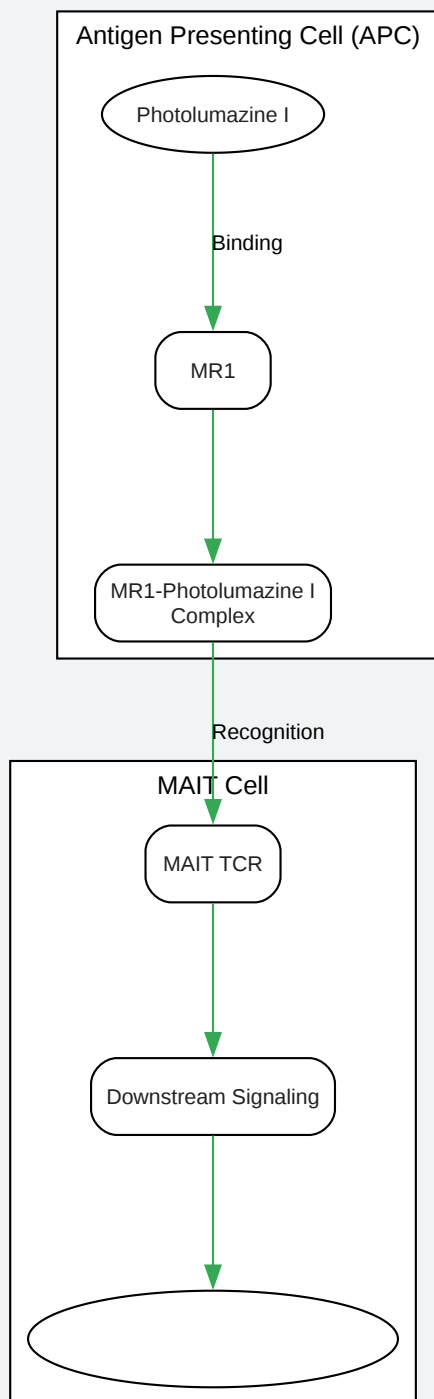 Antigen Presenting Cell (APC)
Photolumazine I
Binding
MR1
MR1-Photolumazine I
Complex
Recognition
MAIT Cell
MAIT TCR
Downstream Signaling